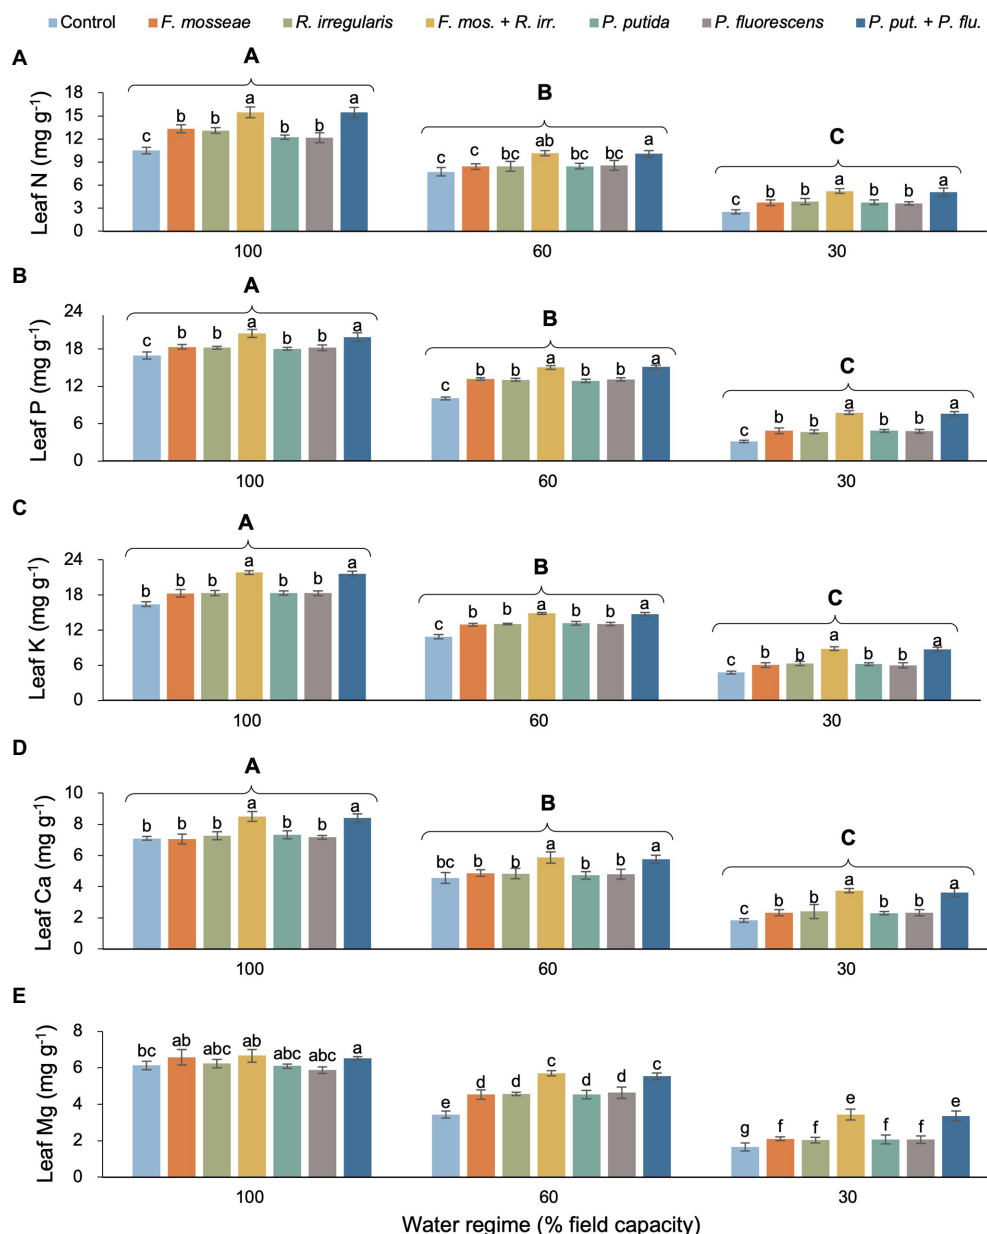 Control F. mosseae R. irregularis F. mos. + R. irr. P. putida P. fluorescens P. put. + P. flu.
A
Leaf N (mg g-1)
18
15
12
9
6
3
0
A
c b b a b b a
B
c c bc ab bc bc a
C
c b b a b b a
100 60 30
B
Leaf P (mg g-1)
24
18
12
6
0
A
c b b a b b a
B
c b b a b b a
C
c b b a b b a
100 60 30
C
Leaf K (mg g-1)
24
18
12
6
0
A
b b b a b b a
B
c b b a b b a
C
c b b a b b a
100 60 30
D
Leaf Ca (mg g-1)
10
8
6
4
2
0
A
b b b a b b a
B
bc b b a b b a
C
c b b a b b a
100 60 30
E
Leaf Mg (mg g-1)
8
6
4
2
0
bc ab abc ab abc abc a
e d d c d d c
g f f e f f e
100 60 30
Water regime (% field capacity)